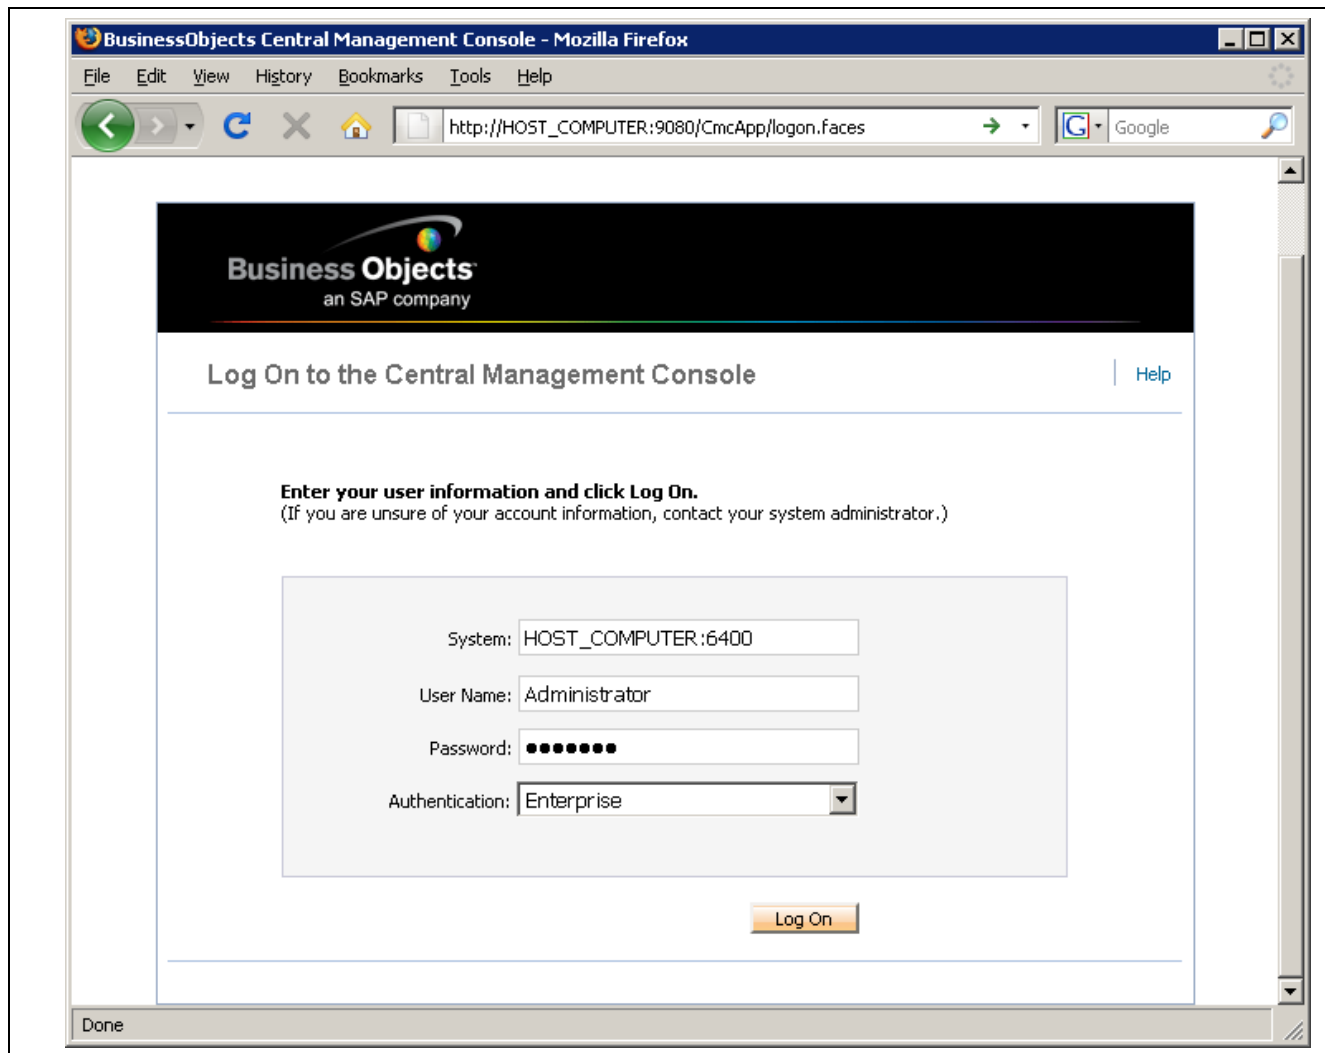 BusinessObjects Central Management Console - Mozilla Firefox
File Edit View History Bookmarks Tools Help
http://HOST_COMPUTER:9080/CmcApp/logon.faces
G Google
Business Objects
an SAP company
Log On to the Central Management Console
Help
Enter your user information and click Log On.
(If you are unsure of your account information, contact your system administrator.)
System: HOST_COMPUTER:6400
User Name: Administrator
Password: ●●●●●●●
Authentication: Enterprise
Log On
Done